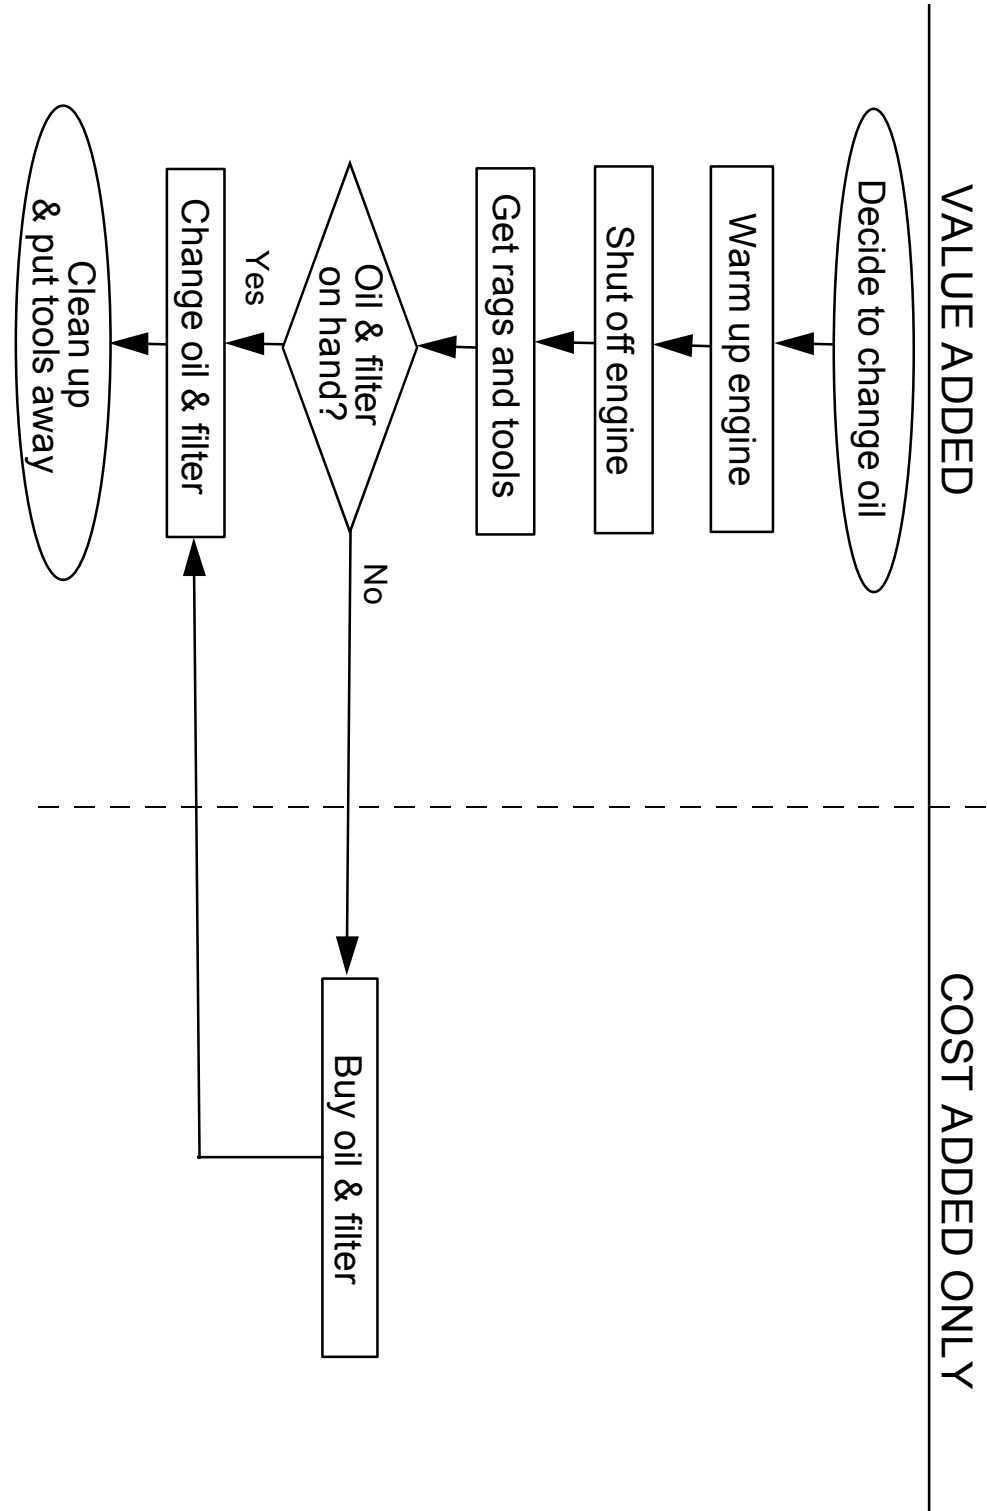 VALUE ADDED
COST ADDED ONLY
Decide to change oil
Warm up engine
Shut off engine
Get rags and tools
Oil & filter
on hand?
No
Buy oil & filter
Yes
Change oil & filter
Clean up
& put tools away